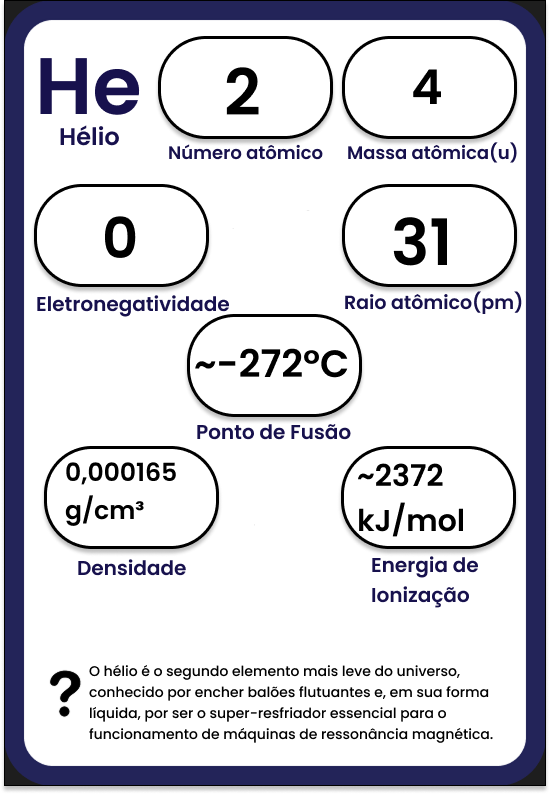 He
Hélio
2
Número atômico
4
Massa atômica(u)
0
Eletronegatividade
31
Raio atômico(pm)
~-272°C
Ponto de Fusão
0,000165
g/cm³
Densidade
~2372
kJ/mol
Energia de
Ionização
?
O hélio é o segundo elemento mais leve do universo,
conhecido por encher balões flutuantes e, em sua forma
líquida, por ser o super-resfriador essencial para o
funcionamento de máquinas de ressonância magnética.